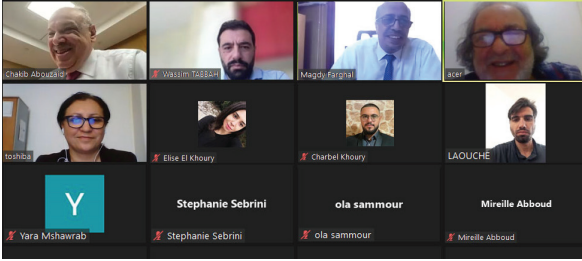 Chakib Abouzaid
Wassim TABBAH
Magdy Farghal
acer
toshiba
Elise El Khoury
Charbel Khoury
LAOUCHE
Y
Stephanie Sebrini
ola sammour
Mireille Abboud
Yara Mshawrab
Stephanie Sebrini
ola sammour
Mireille Abboud